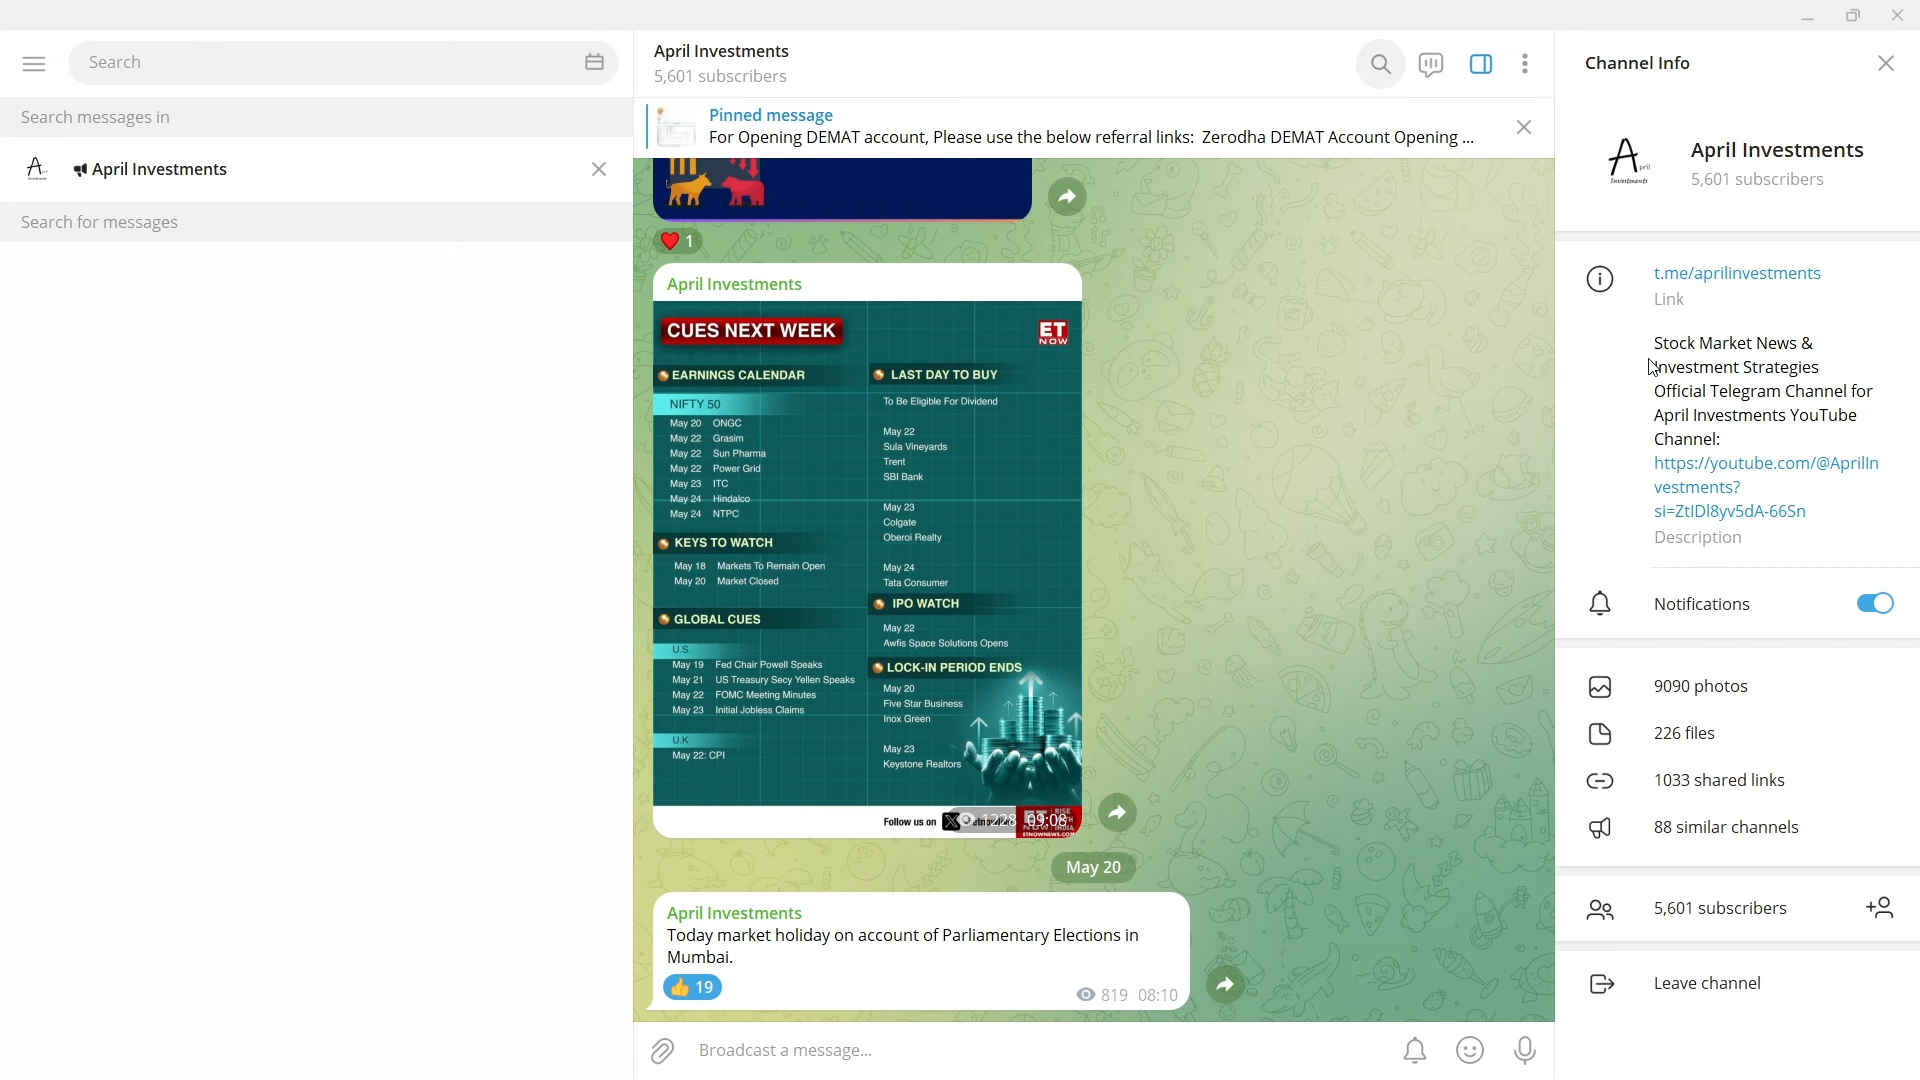 Search
Search messages in
April Investments
Search for messages
April Investments
5,601 subscribers
Pinned message
For Opening DEMAT account, Please use the below referral links: Zerodha DEMAT Account Opening ...
1
April Investments
CUES NEXT WEEK
ET
NOW
EARNINGS CALENDAR
NIFTY 50
May 20 ONGC
May 22 Grasim
May 22 Sun Pharma
May 22 Power Grid
May 23 ITC
May 24 Hindalco
May 24 NTPC
KEYS TO WATCH
May 18 Markets To Remain Open
May 20 Market Closed
GLOBAL CUES
U.S.
May 19 Fed Chair Powell Speaks
May 21 US Treasury Secy Yellen Speaks
May 22 FOMC Meeting Minutes
May 23 Initial Jobless Claims
U.K
May 22: CPI
LAST DAY TO BUY
To Be Eligible For Dividend
May 22
Sula Vineyards
Trent
SBI Bank
May 23
Colgate
Oberoi Realty
May 24
Tata Consumer
IPO WATCH
May 22
Awfis Space Solutions Opens
LOCK-IN PERIOD ENDS
May 20
Five Star Business
Inox Green
May 23
Keystone Realtors
Follow us on
1228 09:08
ETNOWNEWS.COM
May 20
April Investments
Today market holiday on account of Parliamentary Elections in
Mumbai.
19
819 08:10
Broadcast a message...
Channel Info
April
Investments
April Investments
5,601 subscribers
t.me/aprilinvestments
Link
Stock Market News &
Investment Strategies
Official Telegram Channel for
April Investments YouTube
Channel:
https://youtube.com/@AprilIn
vestments?
si=ZtIDl8yv5dA-66Sn
Description
Notifications
9090 photos
226 files
1033 shared links
88 similar channels
5,601 subscribers
Leave channel